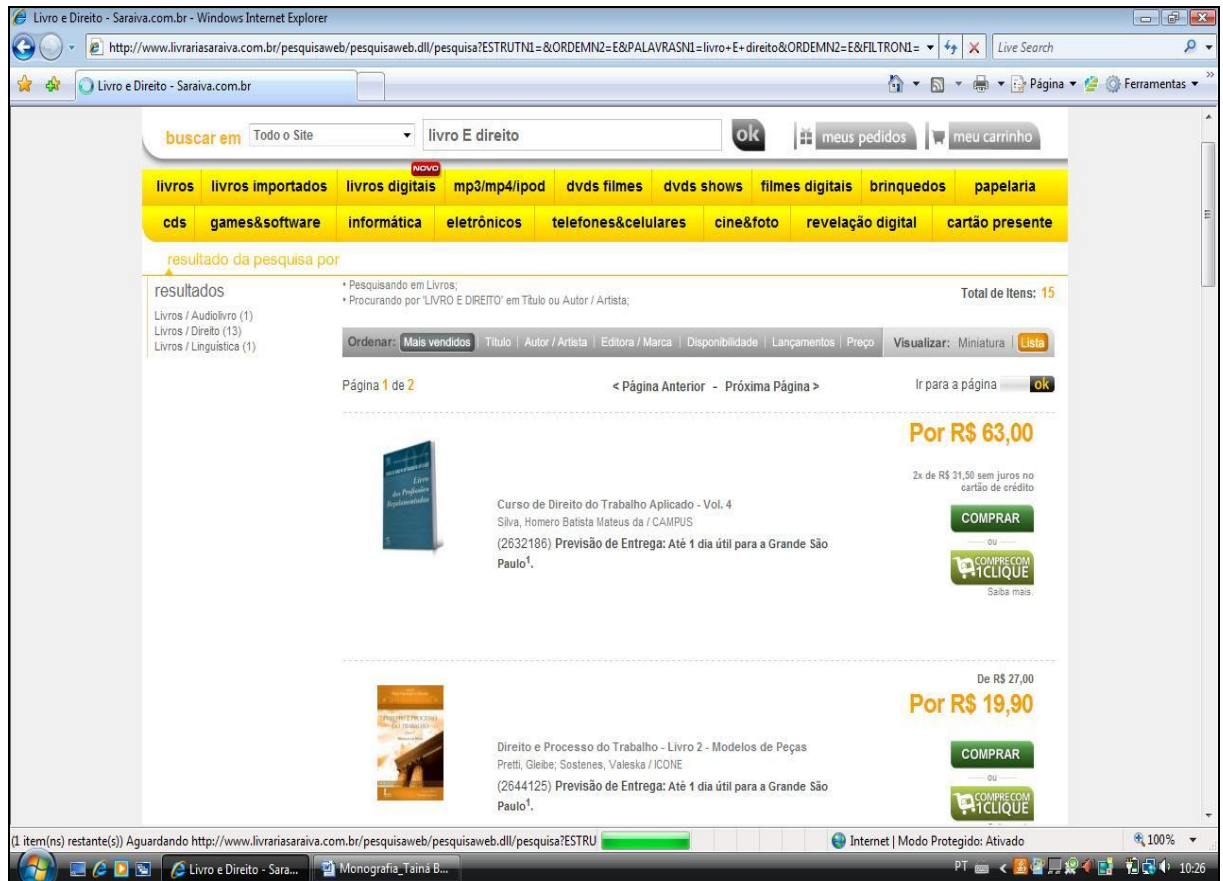 Livro e Direito - Saraiva.com.br - Windows Internet Explorer
http://www.livrariasaraiva.com.br/pesquisaweb/pesquisaweb.dll/pesquisa?ESTRUTN1=&ORDEMN2=E&PALAVRASN1=livro+E+direito&ORDEMN2=E&FILTRON1=
Live Search
Livro e Direito - Saraiva.com.br
Página
Ferramentas
buscar em Todo o Site livro E direito ok meus pedidos meu carrinho
NOVO
livros livros importados livros digitais mp3/mp4/ipod dvds filmes dvds shows filmes digitais brinquedos papelaria
cds games&software informática eletrônicos telefones&celulares cine&foto revelação digital cartão presente
resultado da pesquisa por
resultados
Livros / Audiolivro (1)
Livros / Direito (13)
Livros / Linguística (1)
• Pesquisando em Livros;
• Procurando por 'LIVRO E DIREITO' em Título ou Autor / Artista;
Total de Itens: 15
Ordenar: Mais vendidos | Titulo | Autor / Artista | Editora / Marca | Disponibilidade | Lançamentos | Preço Visualizar: Miniatura | Lista
Página 1 de 2 < Página Anterior - Próxima Página > Ir para a página ok
Livro
das Profissões
Regulamentadas
Curso de Direito do Trabalho Aplicado - Vol. 4
Silva, Homero Batista Mateus da / CAMPUS
(2632186) Previsão de Entrega: Até 1 dia útil para a Grande São
Paulo¹.
Por R$ 63,00
2x de R$ 31,50 sem juros no
cartão de crédito
COMPRAR
ou
COMPRE COM
1CLIQUE
Saiba mais.
Direito e Processo do Trabalho - Livro 2 - Modelos de Peças
Pretti, Gleibe; Sostenes, Valeska / ICONE
(2644125) Previsão de Entrega: Até 1 dia útil para a Grande São
Paulo¹.
De R$ 27,00
Por R$ 19,90
COMPRAR
ou
COMPRE COM
1CLIQUE
(1 item(ns) restante(s)) Aguardando http://www.livrariasaraiva.com.br/pesquisaweb/pesquisaweb.dll/pesquisa?ESTRU
Internet | Modo Protegido: Ativado
100%
Livro e Direito - Sara...
Monografia_Tainá B...
PT
10:26